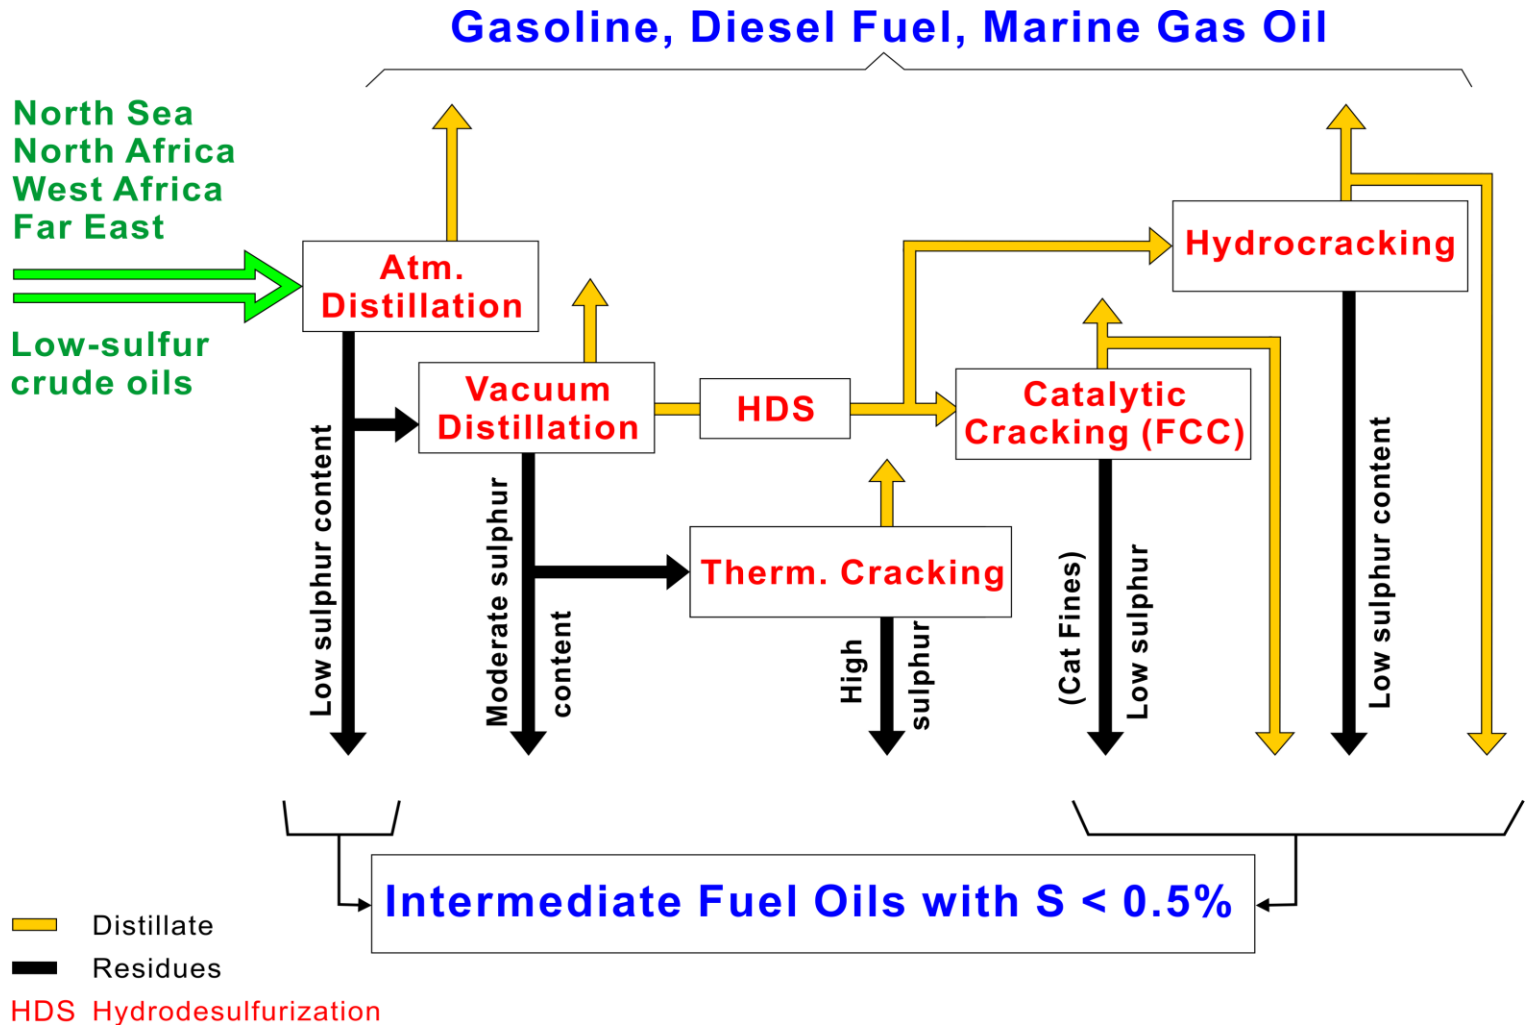 Gasoline, Diesel Fuel, Marine Gas Oil
North Sea
North Africa
West Africa
Far East
Low-sulfur
crude oils
Atm.
Distillation
Vacuum
Distillation
HDS
Hydrocracking
Catalytic
Cracking (FCC)
Therm. Cracking
Low sulphur content
Moderate sulphur
content
High
sulphur
(Cat Fines)
Low sulphur
Low sulphur content
Intermediate Fuel Oils with S < 0.5%
Distillate
Residues
HDS Hydrodesulfurization